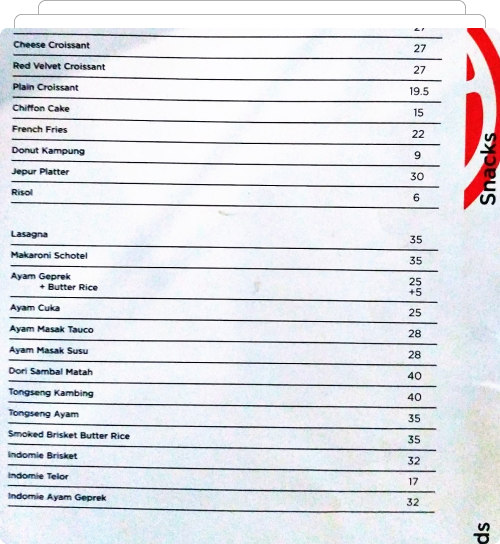 27
Cheese Croissant 27
Red Velvet Croissant 27
Plain Croissant 19.5
Chiffon Cake 15
French Fries 22
Donut Kampung 9
Jepur Platter 30
Risol 6
Snacks
Lasagna 35
Makaroni Schotel 35
Ayam Geprek 25
+ Butter Rice +5
Ayam Cuka 25
Ayam Masak Tauco 28
Ayam Masak Susu 28
Dori Sambal Matah 40
Tongseng Kambing 40
Tongseng Ayam 35
Smoked Brisket Butter Rice 35
Indomie Brisket 32
Indomie Telor 17
Indomie Ayam Geprek 32
ds